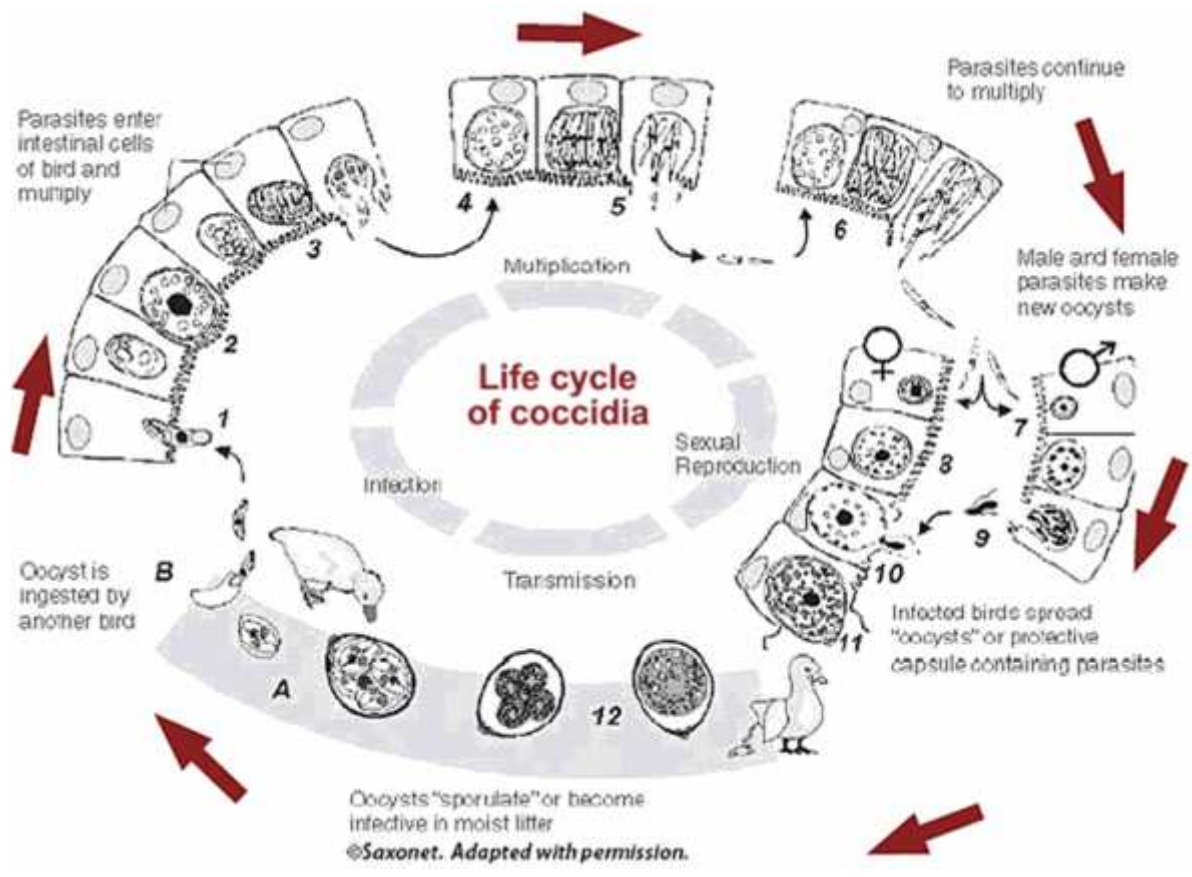 Parasites enter
intestinal cells
of bird and
multiply
Parasites continue
to multiply
Male and female
parasites make
new oocysts
Infected birds spread
"oocysts" or protective
capsule containing parasites
Oocysts "sporulate" or become
infective in moist litter
©Saxonet. Adapted with permission.
Oocyst is
ingested by
another bird
Life cycle
of coccidia
Multiplication
Sexual
Reproduction
Transmission
Infection
1
2
3
4
5
6
7
8
9
10
11
12
A
B
♀
♂